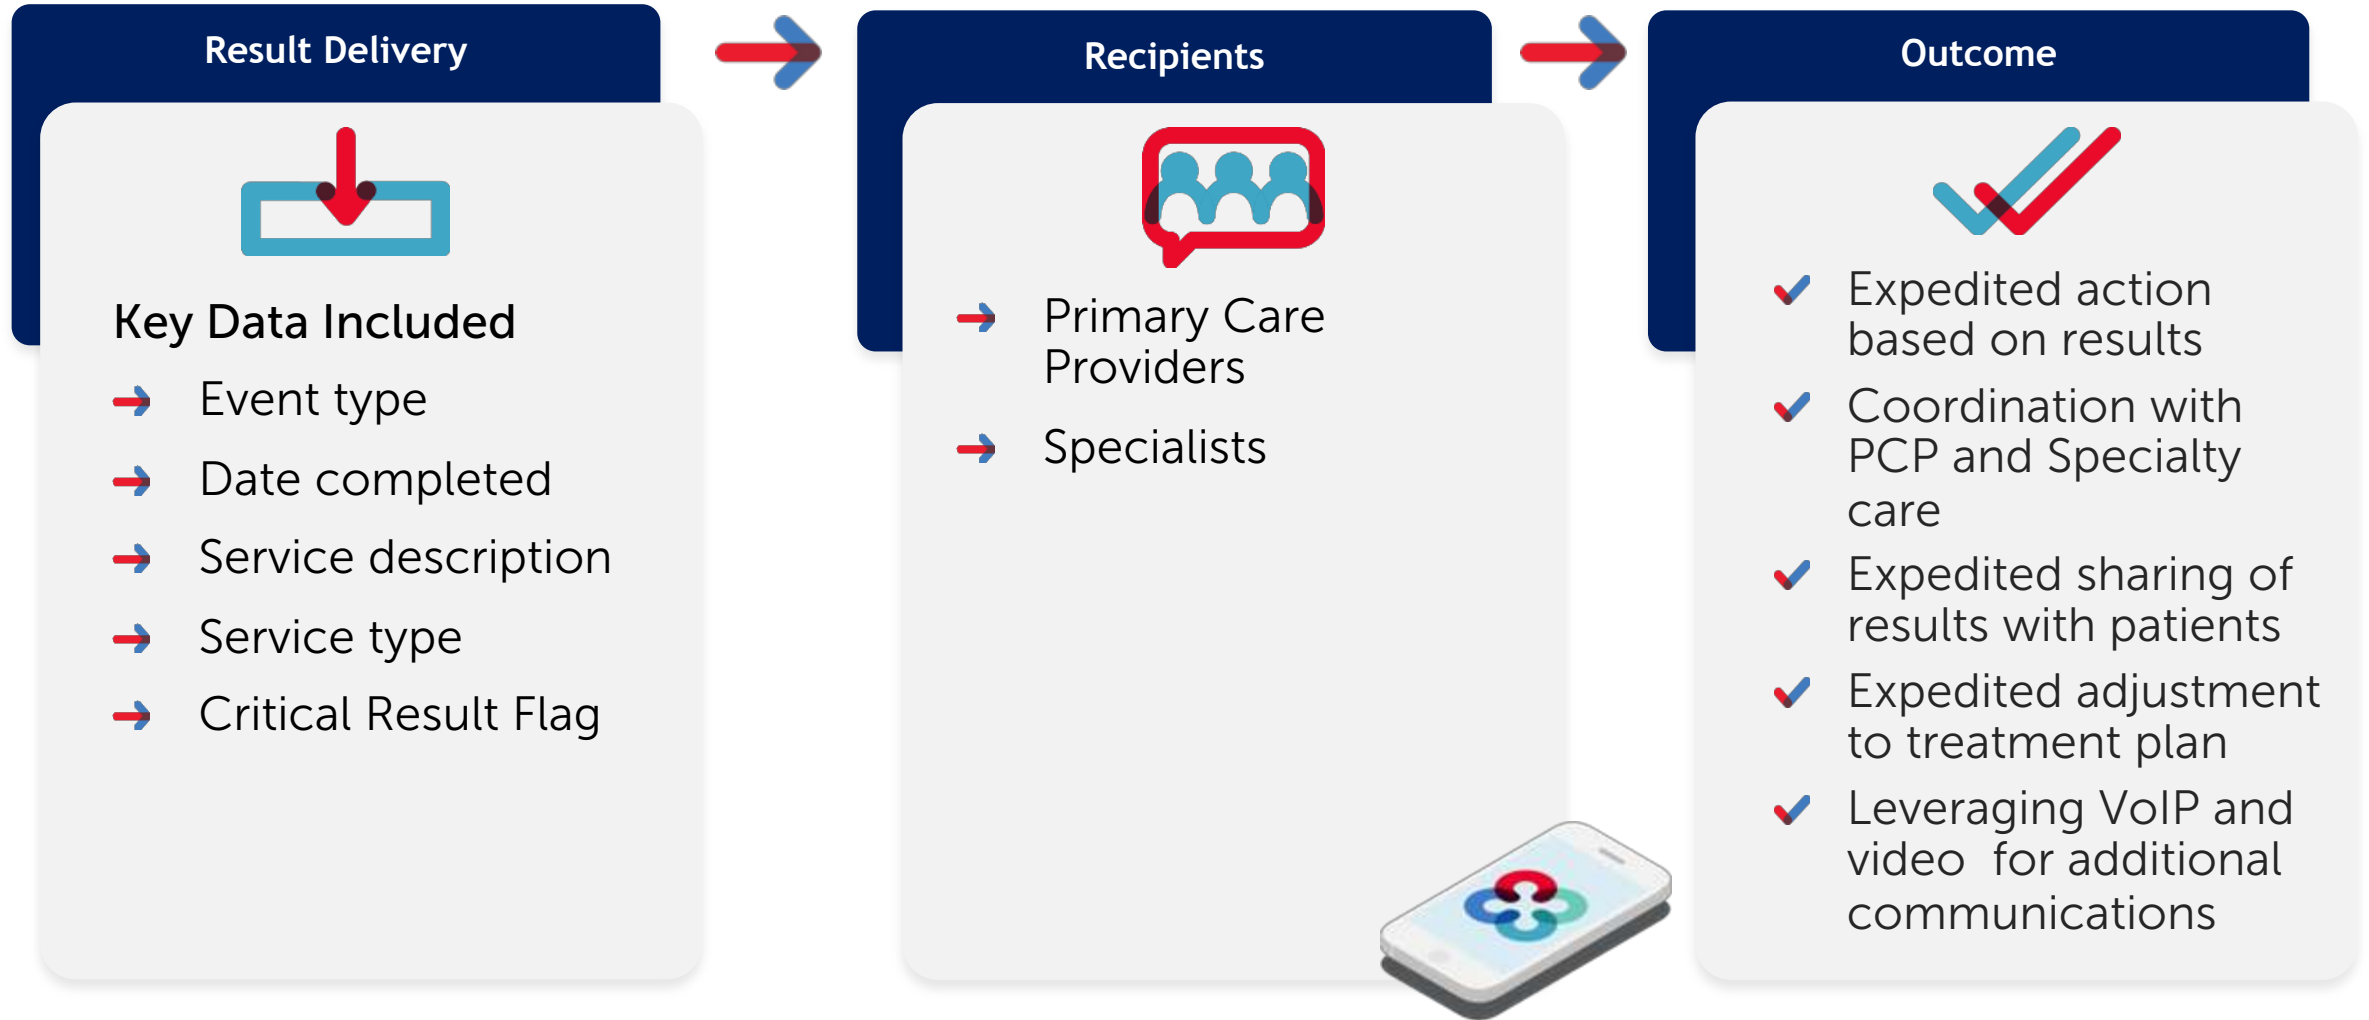 Result Delivery
Key Data Included
Event type
Date completed
Service description
Service type
Critical Result Flag
Recipients
Primary Care
Providers
Specialists
Outcome
Expedited action
based on results
Coordination with
PCP and Specialty
care
Expedited sharing of
results with patients
Expedited adjustment
to treatment plan
Leveraging VoIP and
video  for additional
communications